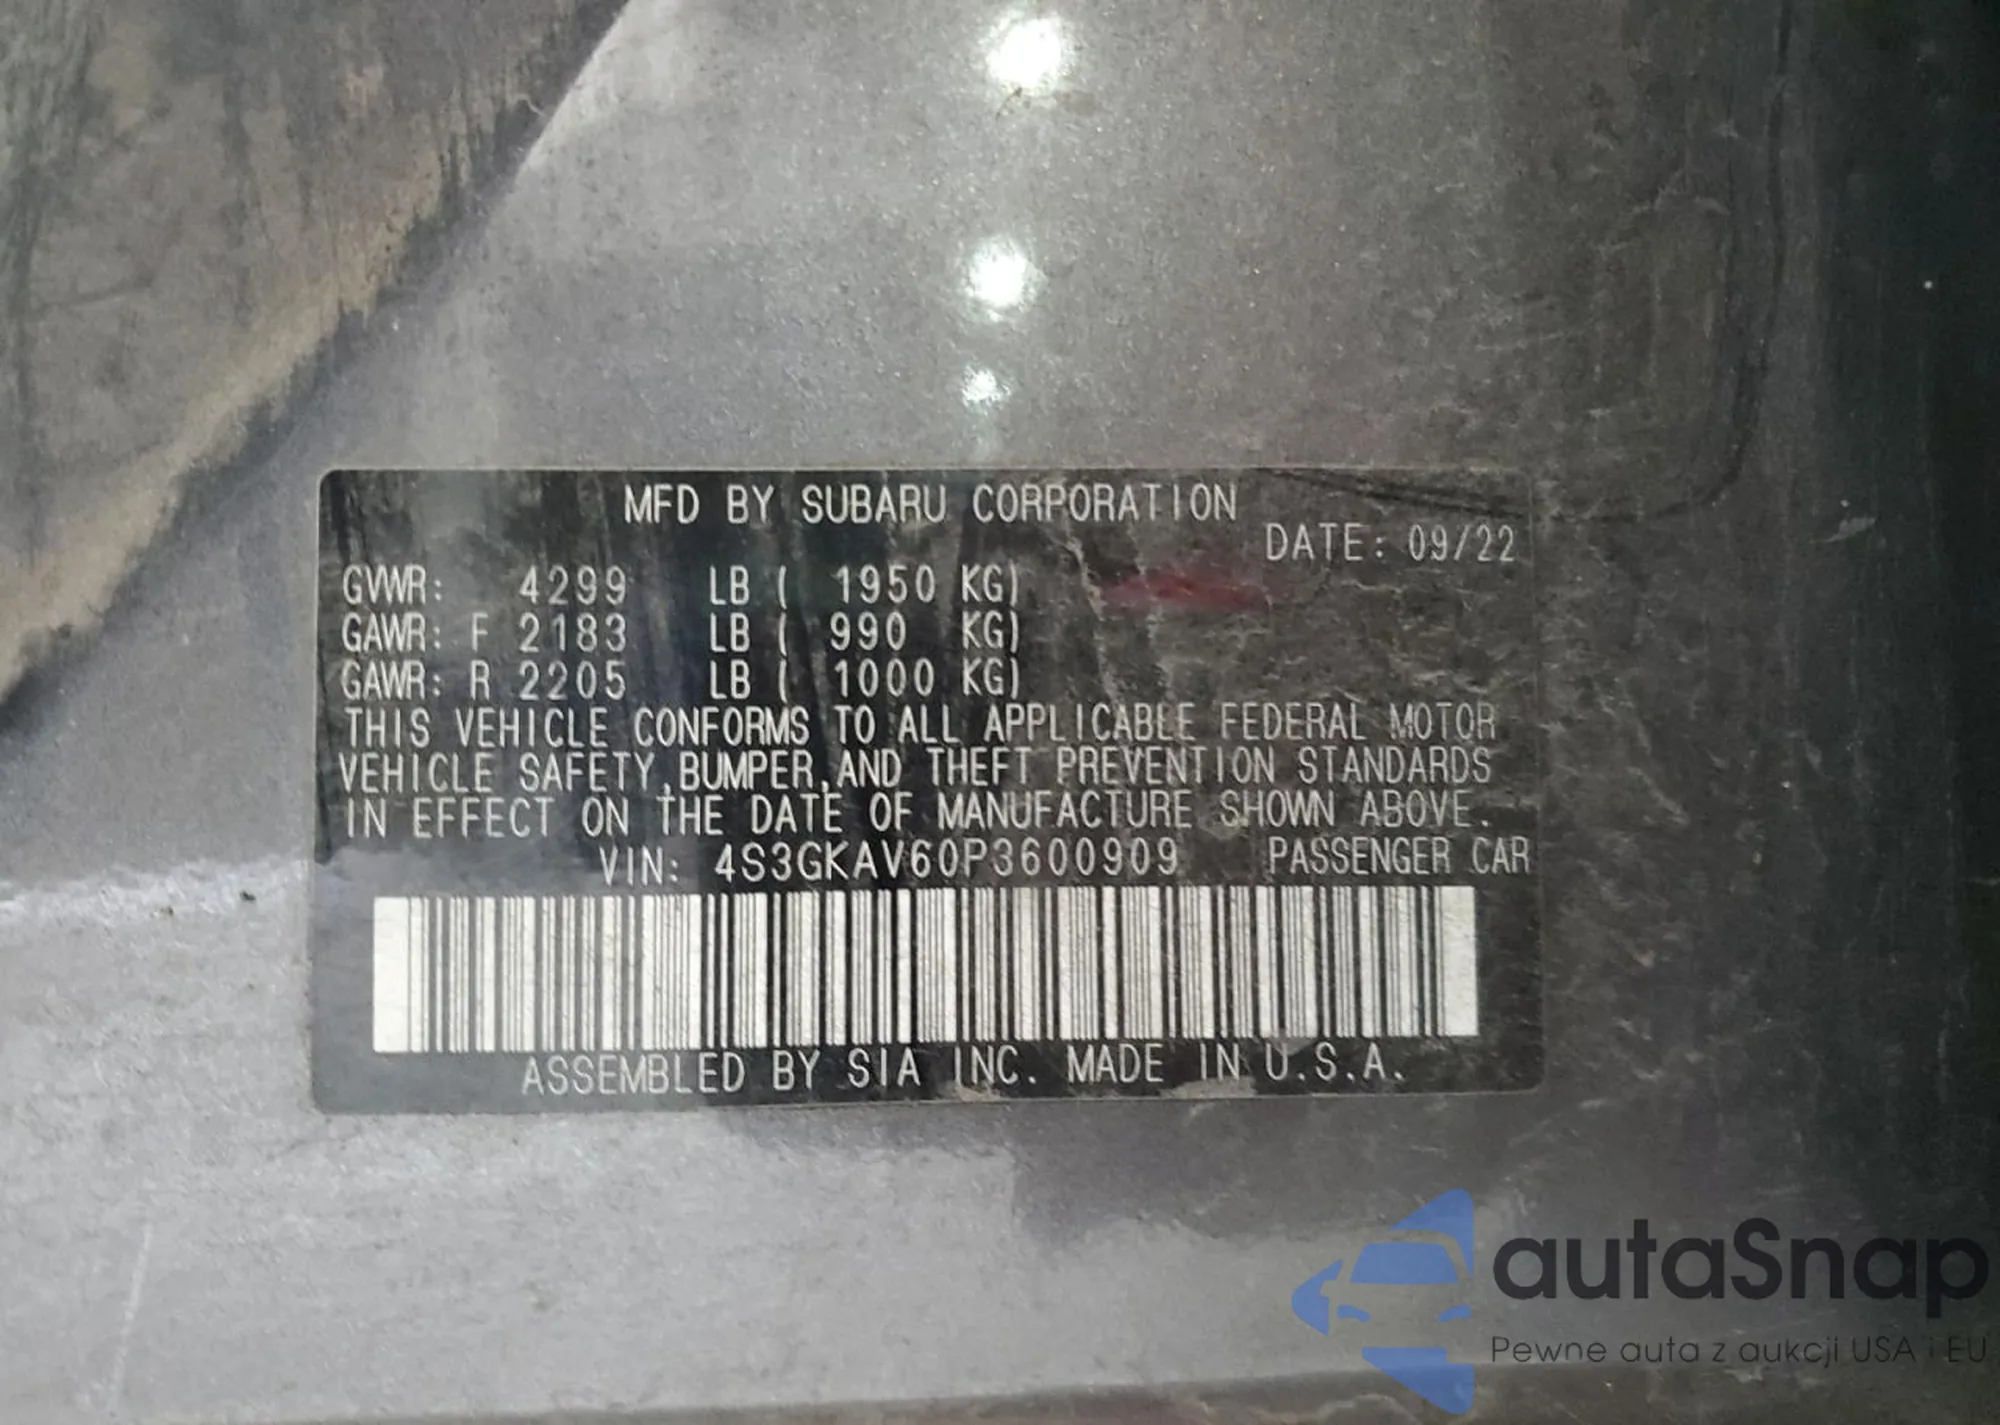 MFD BY SUBARU CORPORATION
DATE: 09/22
GVWR: 4299 LB ( 1950 KG)
GAWR: F 2183 LB ( 990 KG)
GAWR: R 2205 LB ( 1000 KG)
THIS VEHICLE CONFORMS TO ALL APPLICABLE FEDERAL MOTOR
VEHICLE SAFETY,BUMPER,AND THEFT PREVENTION STANDARDS
IN EFFECT ON THE DATE OF MANUFACTURE SHOWN ABOVE.
VIN: 4S3GKAV60P3600909 PASSENGER CAR
ASSEMBLED BY SIA INC. MADE IN U.S.A.
autaSnap
Pewne auta z aukcji USA i EU